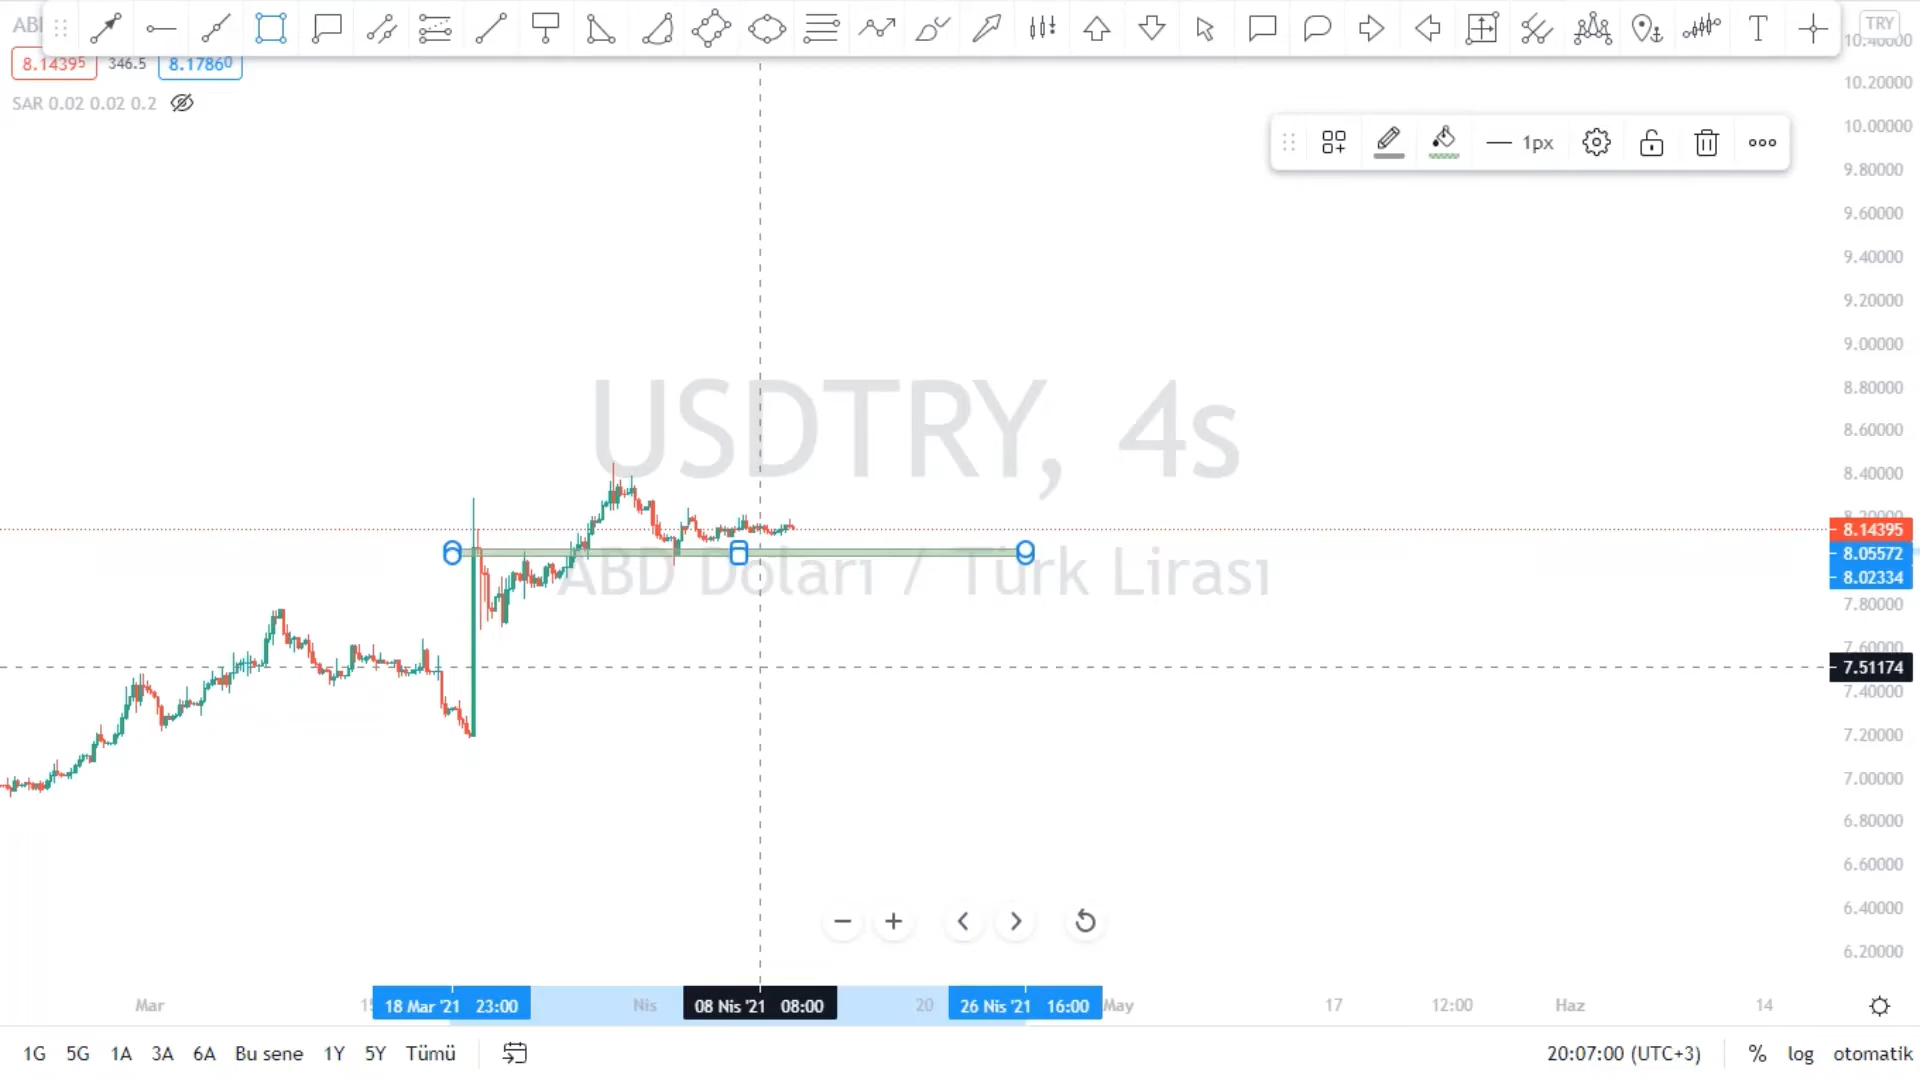 TRY
8.14395 346.5 8.17860
SAR 0.02 0.02 0.2
1px
10.20000
10.00000
9.80000
9.60000
9.40000
9.20000
9.00000
8.80000
8.60000
8.40000
USDTRY, 4s
ABD Doları / Türk Lirası
8.14395
8.05572
8.02334
7.80000
7.60000
7.51174
7.40000
7.20000
7.00000
6.80000
6.60000
6.40000
6.20000
Mar 18 Mar '21 23:00 Nis 08 Nis '21 08:00 20 26 Nis '21 16:00 May 17 12:00 Haz 14
1G 5G 1A 3A 6A Bu sene 1Y 5Y Tümü 20:07:00 (UTC+3) % log otomatik